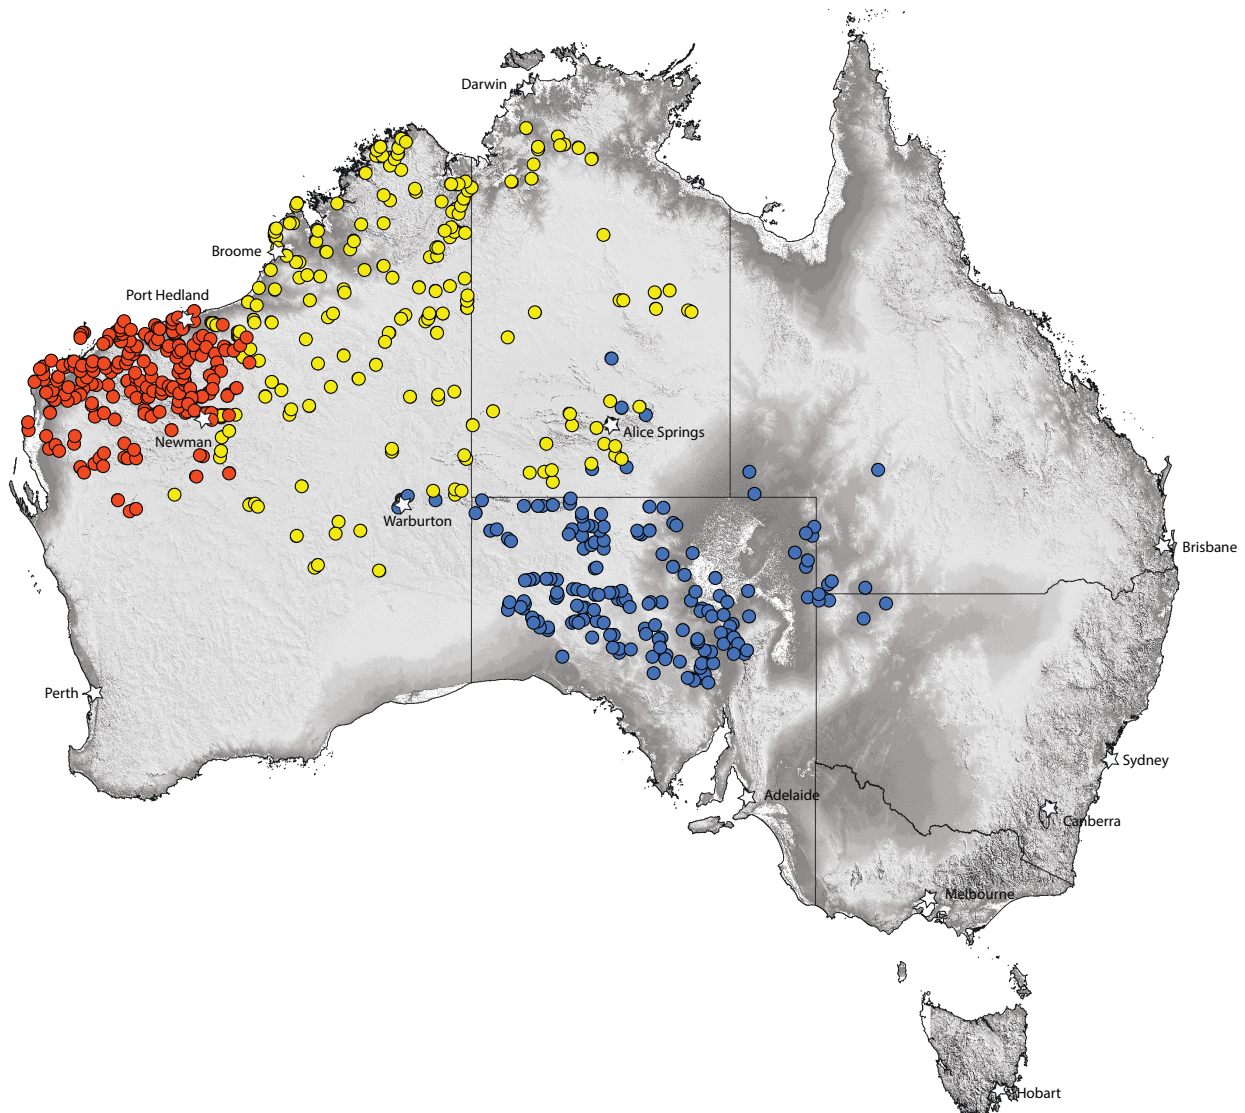 Darwin
Broome
Port Hedland
Newman
Alice Springs
Warburton
Brisbane
Perth
Sydney
Adelaide
Canberra
Melbourne
Hobart